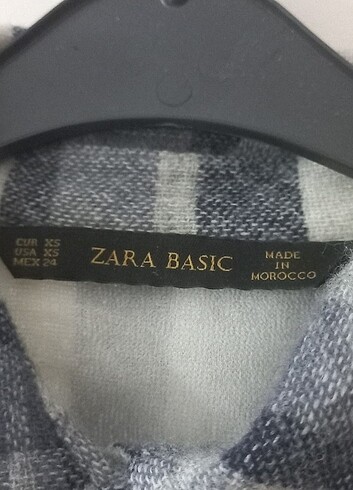 EUR XS
USA XS
MEX 24
ZARA BASIC
MADE
IN
MOROCCO